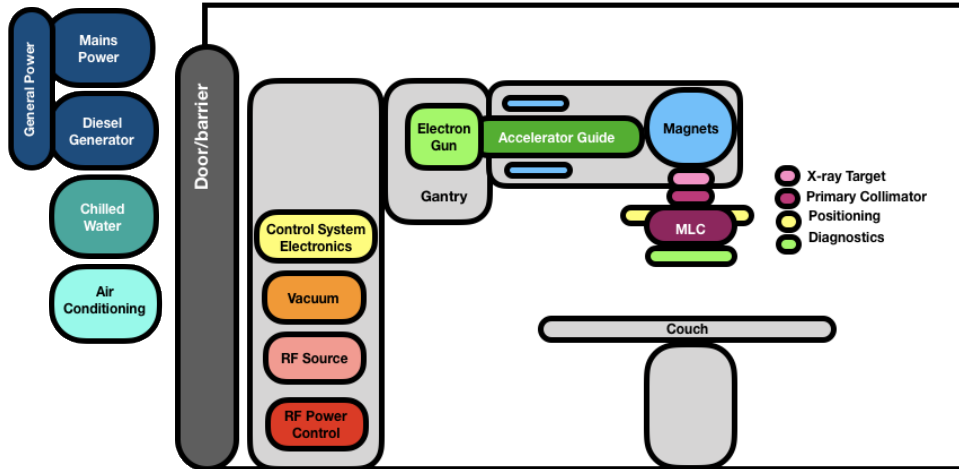 General Power
Mains
Power
Diesel
Generator
Chilled
Water
Air
Conditioning
Door/barrier
Control System
Electronics
Vacuum
RF Source
RF Power
Control
Electron
Gun
Gantry
Accelerator Guide
Magnets
MLC
X-ray Target
Primary Collimator
Positioning
Diagnostics
Couch